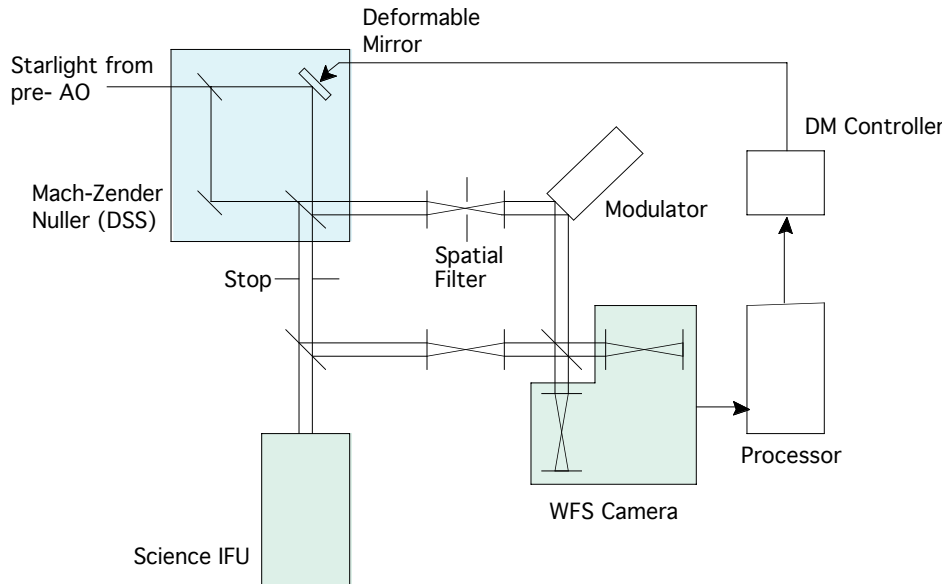 Deformable
Mirror
Starlight from
pre- AO
DM Controller
Mach-Zender
Nuller (DSS)
Modulator
Spatial
Filter
Stop
Processor
WFS Camera
Science IFU